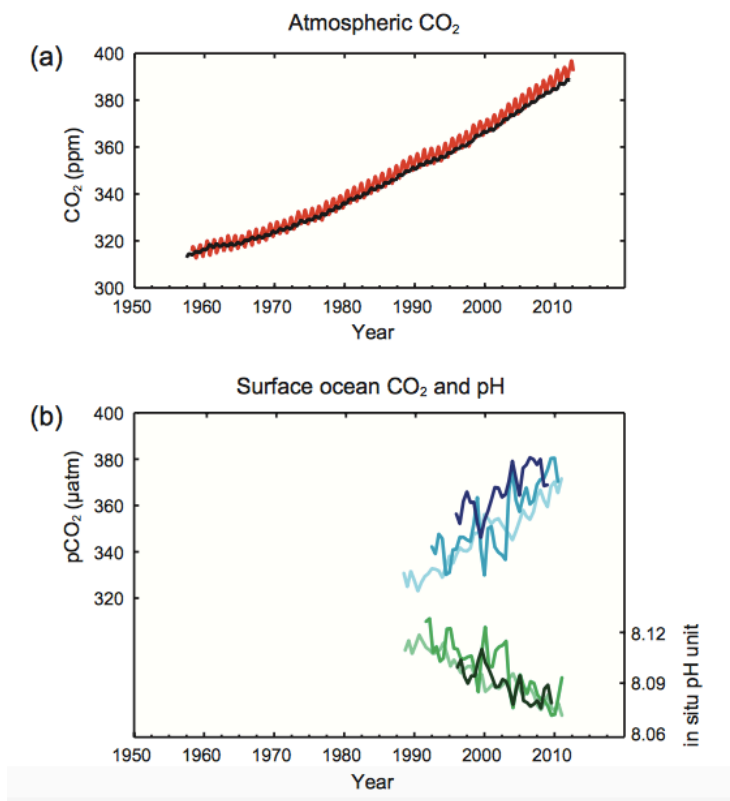 Atmospheric CO₂
(a)
400
380
360
340
320
300
CO₂ (ppm)
1950 1960 1970 1980 1990 2000 2010
Year
Surface ocean CO₂ and pH
(b)
400
380
360
340
320
pCO₂ (µatm)
8.12
8.09
8.06
in situ pH unit
1950 1960 1970 1980 1990 2000 2010
Year